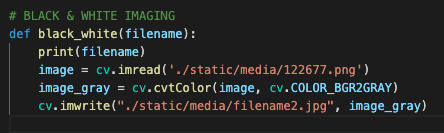 # BLACK & WHITE IMAGING
def black_white(filename):
    print(filename)
    image = cv.imread('./static/media/122677.png')
    image_gray = cv.cvtColor(image, cv.COLOR_BGR2GRAY)
    cv.imwrite("./static/media/filename2.jpg", image_gray)